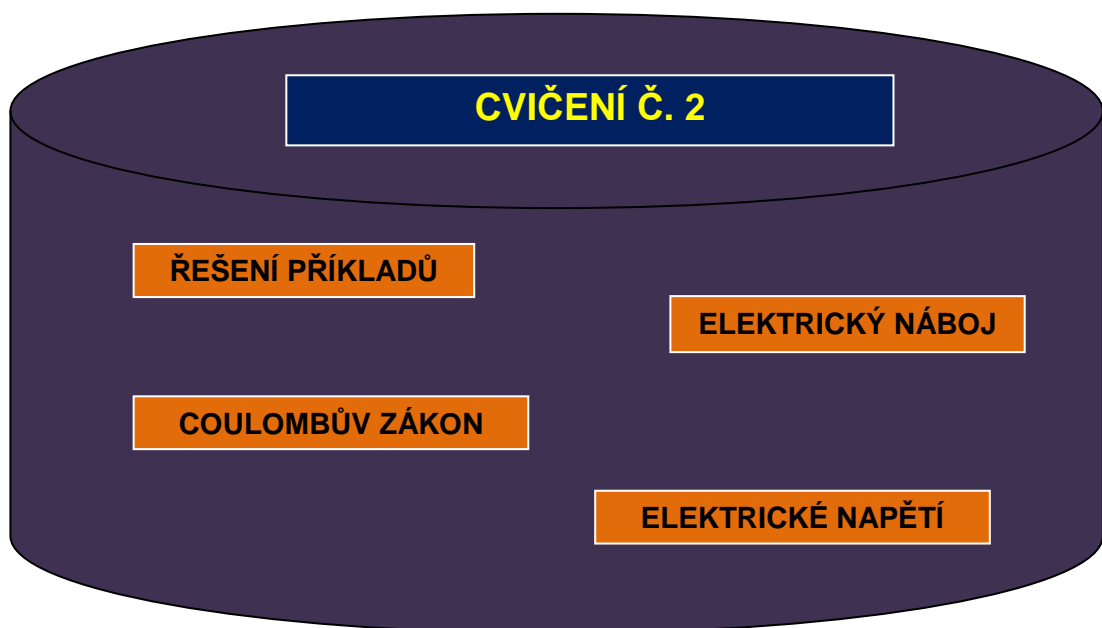 CVIČENÍ Č. 2
ŘEŠENÍ PŘÍKLADŮ
ELEKTRICKÝ NÁBOJ
COULOMBŮV ZÁKON
ELEKTRICKÉ NAPĚTÍ